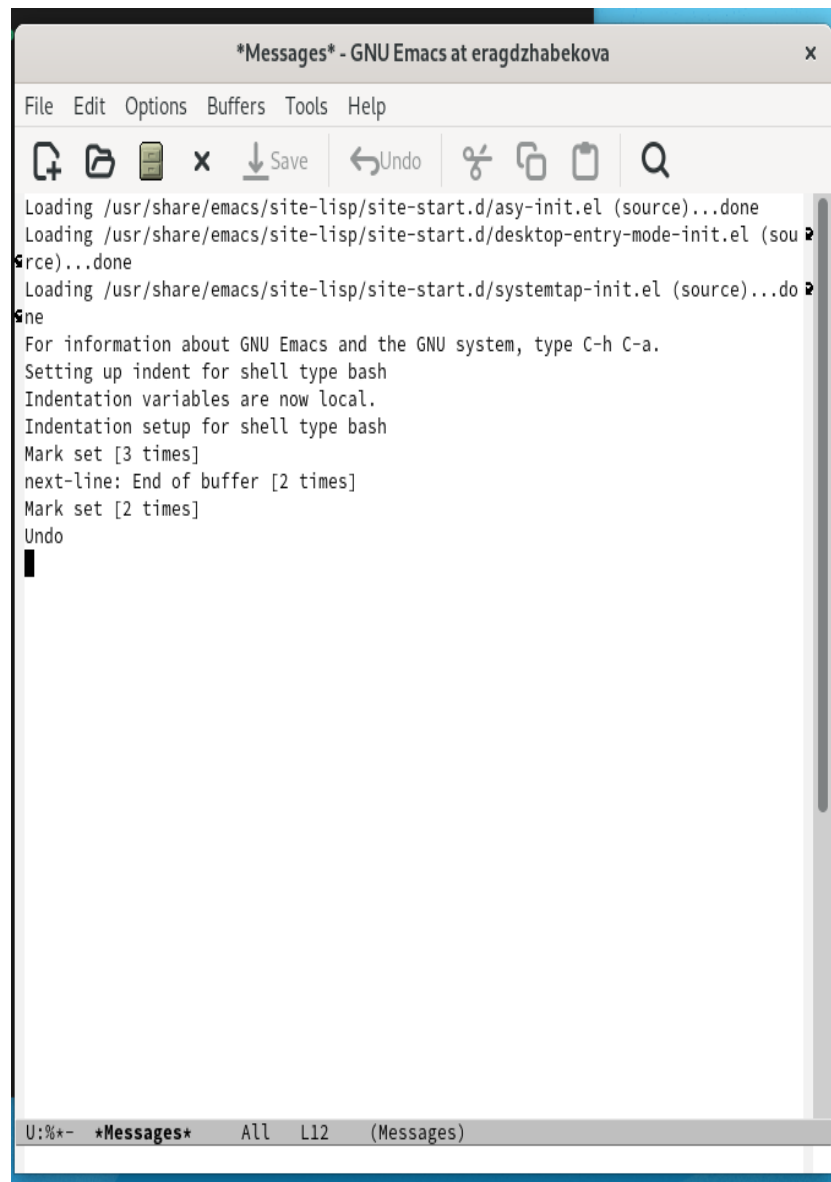 *Messages* - GNU Emacs at eragdzhabekova x
File Edit Options Buffers Tools Help
Save Undo
Loading /usr/share/emacs/site-lisp/site-start.d/asy-init.el (source)...done
Loading /usr/share/emacs/site-lisp/site-start.d/desktop-entry-mode-init.el (sou
rce)...done
Loading /usr/share/emacs/site-lisp/site-start.d/systemtap-init.el (source)...do
ne
For information about GNU Emacs and the GNU system, type C-h C-a.
Setting up indent for shell type bash
Indentation variables are now local.
Indentation setup for shell type bash
Mark set [3 times]
next-line: End of buffer [2 times]
Mark set [2 times]
Undo
U:%*- *Messages* All L12 (Messages)